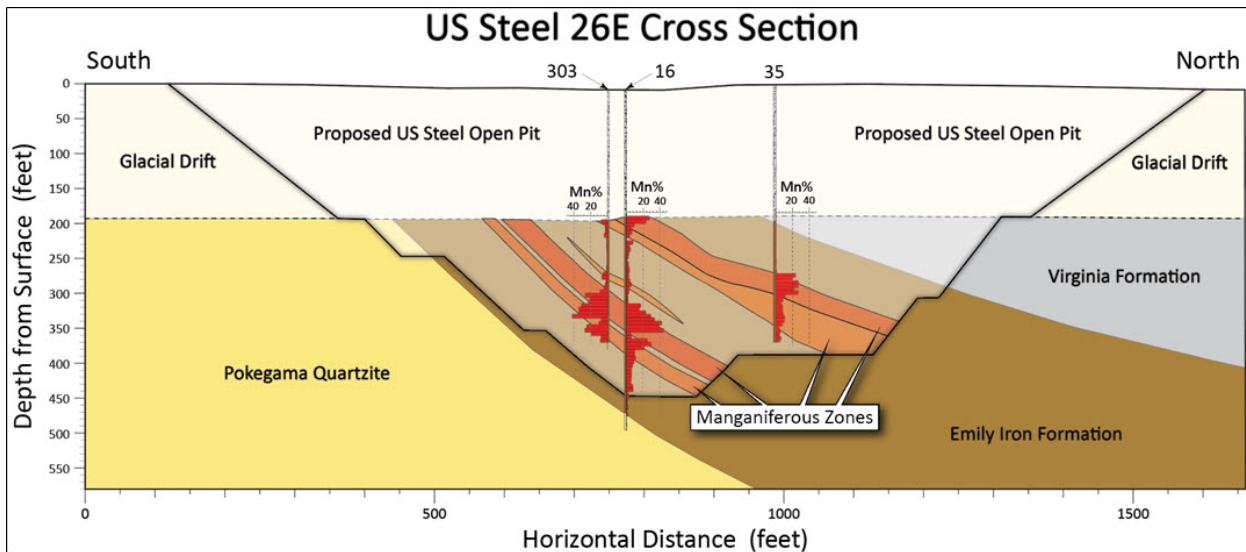 US Steel 26E Cross Section
South
303
16
35
North
0
50
100
150
200
250
300
350
400
450
500
550
Depth from Surface (feet)
Proposed US Steel Open Pit
Proposed US Steel Open Pit
Glacial Drift
Glacial Drift
Mn%
40 20
Mn%
20 40
Mn%
20 40
Virginia Formation
Pokegama Quartzite
Manganiferous Zones
Emily Iron Formation
0
500
1000
1500
Horizontal Distance (feet)